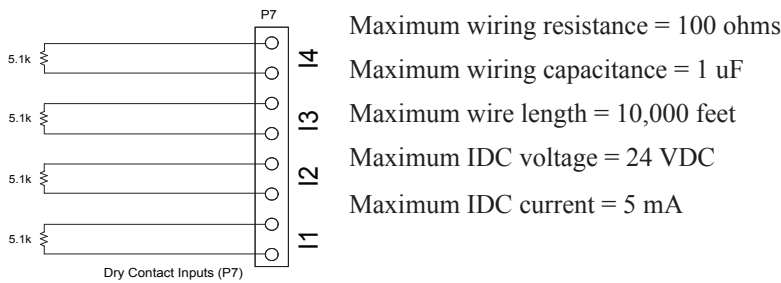 P7
5.1k
I4
5.1k
I3
5.1k
I2
5.1k
I1
Dry Contact Inputs (P7)
Maximum wiring resistance = 100 ohms
Maximum wiring capacitance = 1 uF
Maximum wire length = 10,000 feet
Maximum IDC voltage = 24 VDC
Maximum IDC current = 5 mA